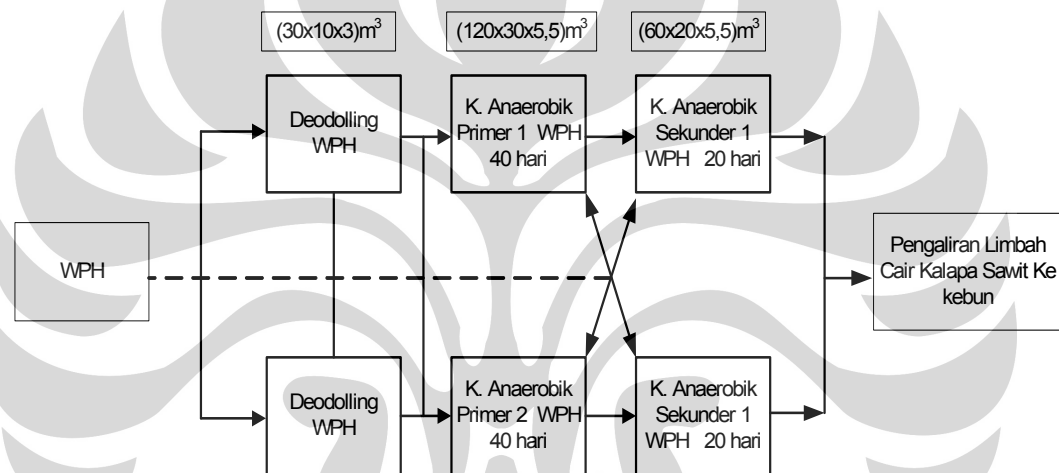 (30x10x3)m³
(120x30x5,5)m³
(60x20x5,5)m³
Deodolling
WPH
K. Anaerobik
Primer 1 WPH
40 hari
K. Anaerobik
Sekunder 1
WPH 20 hari
WPH
Pengaliran Limbah
Cair Kalapa Sawit Ke
kebun
Deodolling
WPH
K. Anaerobik
Primer 2 WPH
40 hari
K. Anaerobik
Sekunder 1
WPH 20 hari